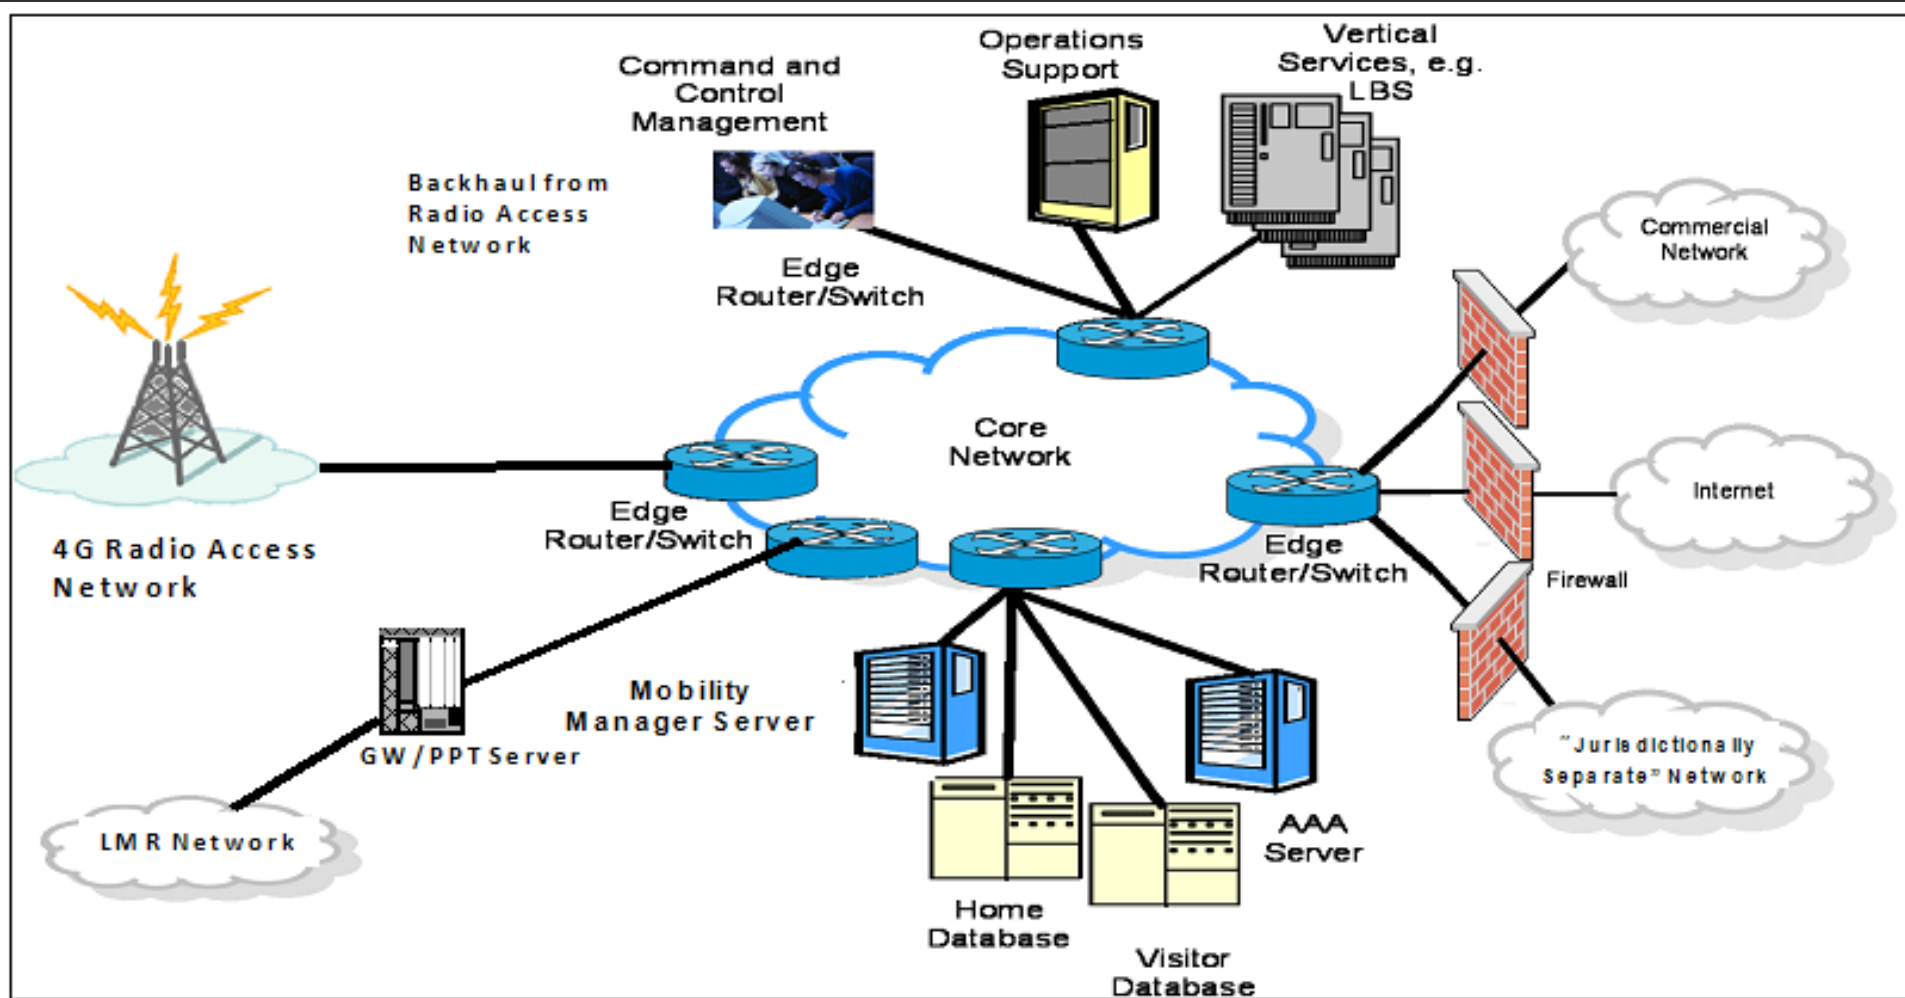 Operations
Support
Vertical
Services, e.g.
LBS
Command and
Control
Management
Backhaul from
Radio Access
Network
Commercial
Network
Edge
Router/Switch
Core
Network
Internet
4G Radio Access
Network
Edge
Router/Switch
Edge
Router/Switch
Firewall
Mobility
Manager Server
GW/PPT Server
"Jurisdictionally
Separate" Network
LMR Network
AAA
Server
Home
Database
Visitor
Database